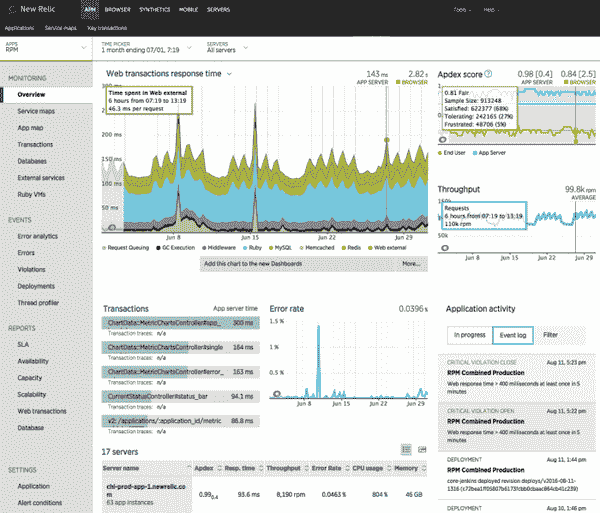 New Relic
APM BROWSER SYNTHETICS MOBILE SERVERS
Tools Help
Applications Service maps Key transactions
APPS
RPM
TIME PICKER
1 month ending 07/01, 7:19
SERVERS
All servers
MONITORING
Overview
Service maps
App map
Transactions
Databases
External services
Ruby VMs
EVENTS
Error analytics
Errors
Violations
Deployments
Thread profiler
REPORTS
SLA
Availability
Capacity
Scalability
Web transactions
Database
SETTINGS
Application
Alert conditions
Web transactions response time
143 ms
APP SERVER
2.82 s
BROWSER
Time spent in Web external
6 hours from 07:19 to 13:19
46.3 ms per request
200 ms
150 ms
100 ms
50 ms
Jun 8 Jun 15 Jun 22 Jun 29
Request Queuing GC Execution Middleware Ruby MySQL Memcached Redis Web external
Add this chart to the new Dashboards More...
Apdex score
0.98 [0.4]
APP SERVER
0.84 [2.5]
BROWSER
0.81 Fair
Sample Size: 913248
Satisfied: 622377 (68%)
Tolerating: 242165 (27%)
Frustrated: 48706 (5%)
End User App Server
Throughput
99.8k rpm
AVERAGE
Requests
6 hours from 07:19 to 13:19
110k rpm
Jun 8 Jun 15 Jun 22 Jun 29
Transactions App server time
ChartData::MetricChartsController#app_ 303 ms
Transaction traces: n/a
ChartData::MetricChartsController#single 184 ms
Transaction traces: n/a
ChartData::MetricChartsController#error_ 163 ms
Transaction traces: n/a
CurrentStatusController#status_bar 94.1 ms
Transaction traces: n/a
v2: /applications/:application_id/metric 86.8 ms
Transaction traces: n/a
Error rate 0.0396 %
1.5 %
1 %
0.5 %
Jun 8 Jun 15 Jun 22 Jun 29
Application activity
In progress Event log Filter
CRITICAL VIOLATION CLOSE Aug 11, 5:23 pm
RPM Combined Production
Web response time > 400 milliseconds at least once in 5
minutes
CRITICAL VIOLATION OPEN Aug 11, 5:22 pm
RPM Combined Production
Web response time > 400 milliseconds at least once in 5
minutes
DEPLOYMENT Aug 11, 1:44 pm
RPM Combined Production
core-jenkins deployed revision deploys/v2016-08-11-
Aug 10, 1:46 pm
17 servers
Server name Apdex Resp. time Throughput Error Rate CPU usage Memory
chi-prod-app-1.newrelic.co
m
63 app instances
0.99 0.4 93.6 ms 8,190 rpm 0.0463 % 804 % 46 GB